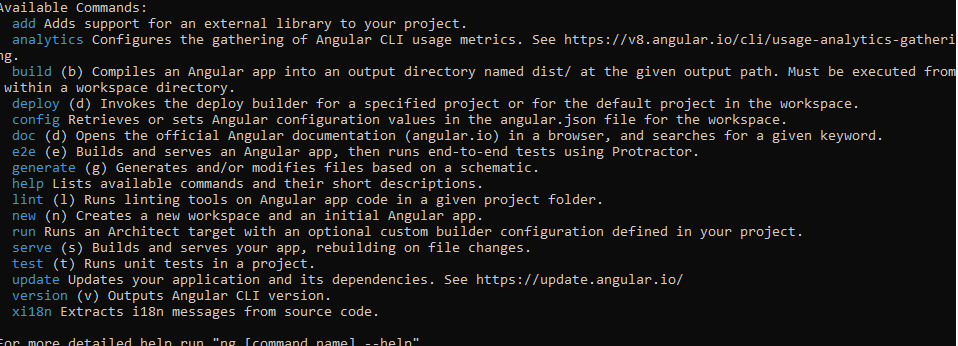 Available Commands:
  add Adds support for an external library to your project.
  analytics Configures the gathering of Angular CLI usage metrics. See https://v8.angular.io/cli/usage-analytics-gatheri
ng.
  build (b) Compiles an Angular app into an output directory named dist/ at the given output path. Must be executed from
 within a workspace directory.
  deploy (d) Invokes the deploy builder for a specified project or for the default project in the workspace.
  config Retrieves or sets Angular configuration values in the angular.json file for the workspace.
  doc (d) Opens the official Angular documentation (angular.io) in a browser, and searches for a given keyword.
  e2e (e) Builds and serves an Angular app, then runs end-to-end tests using Protractor.
  generate (g) Generates and/or modifies files based on a schematic.
  help Lists available commands and their short descriptions.
  lint (l) Runs linting tools on Angular app code in a given project folder.
  new (n) Creates a new workspace and an initial Angular app.
  run Runs an Architect target with an optional custom builder configuration defined in your project.
  serve (s) Builds and serves your app, rebuilding on file changes.
  test (t) Runs unit tests in a project.
  update Updates your application and its dependencies. See https://update.angular.io/
  version (v) Outputs Angular CLI version.
  xi18n Extracts i18n messages from source code.
For more detailed help run "ng [command name] --help"